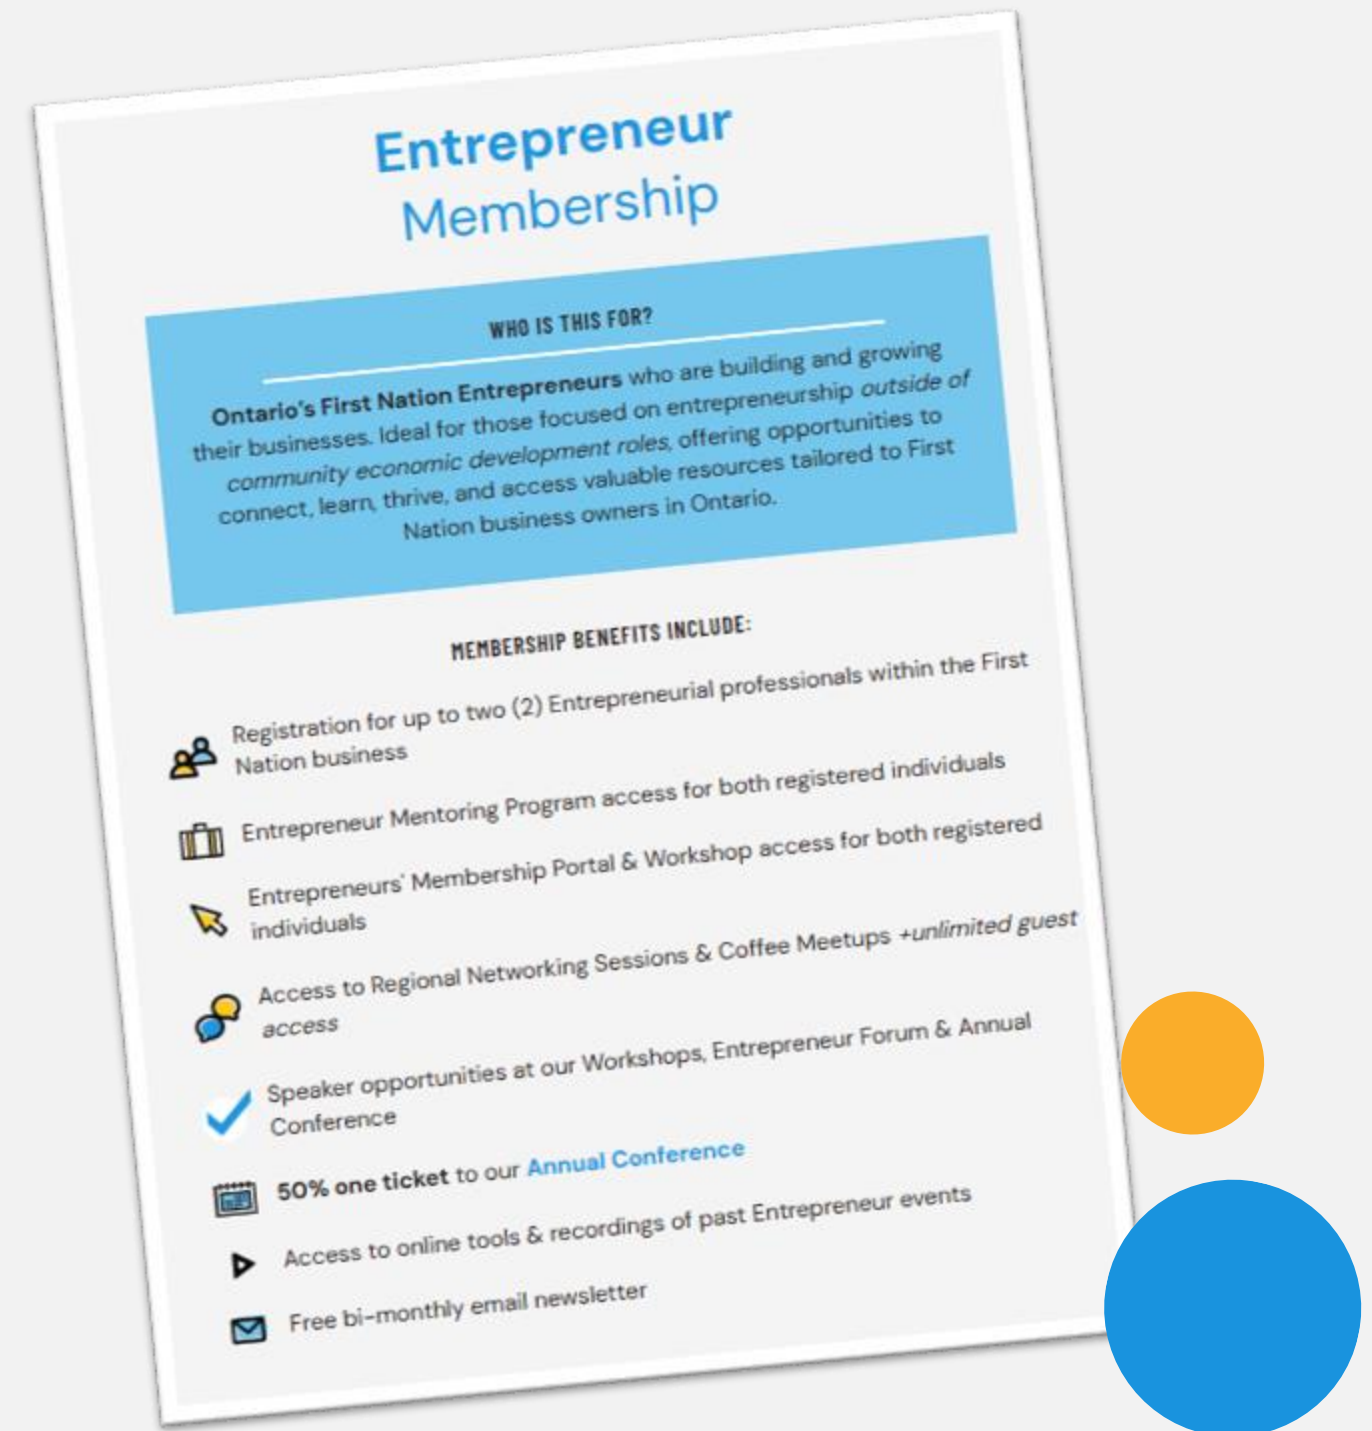 Entrepreneur
Membership
WHO IS THIS FOR?
Ontario's First Nation Entrepreneurs who are building and growing
their businesses. Ideal for those focused on entrepreneurship outside of
community economic development roles, offering opportunities to
connect, learn, thrive, and access valuable resources tailored to First
Nation business owners in Ontario.
MEMBERSHIP BENEFITS INCLUDE:
Registration for up to two (2) Entrepreneurial professionals within the First
Nation business
Entrepreneur Mentoring Program access for both registered individuals
Entrepreneurs' Membership Portal & Workshop access for both registered
individuals
Access to Regional Networking Sessions & Coffee Meetups +unlimited guest
access
Speaker opportunities at our Workshops, Entrepreneur Forum & Annual
Conference
50% one ticket to our Annual Conference
Access to online tools & recordings of past Entrepreneur events
Free bi-monthly email newsletter